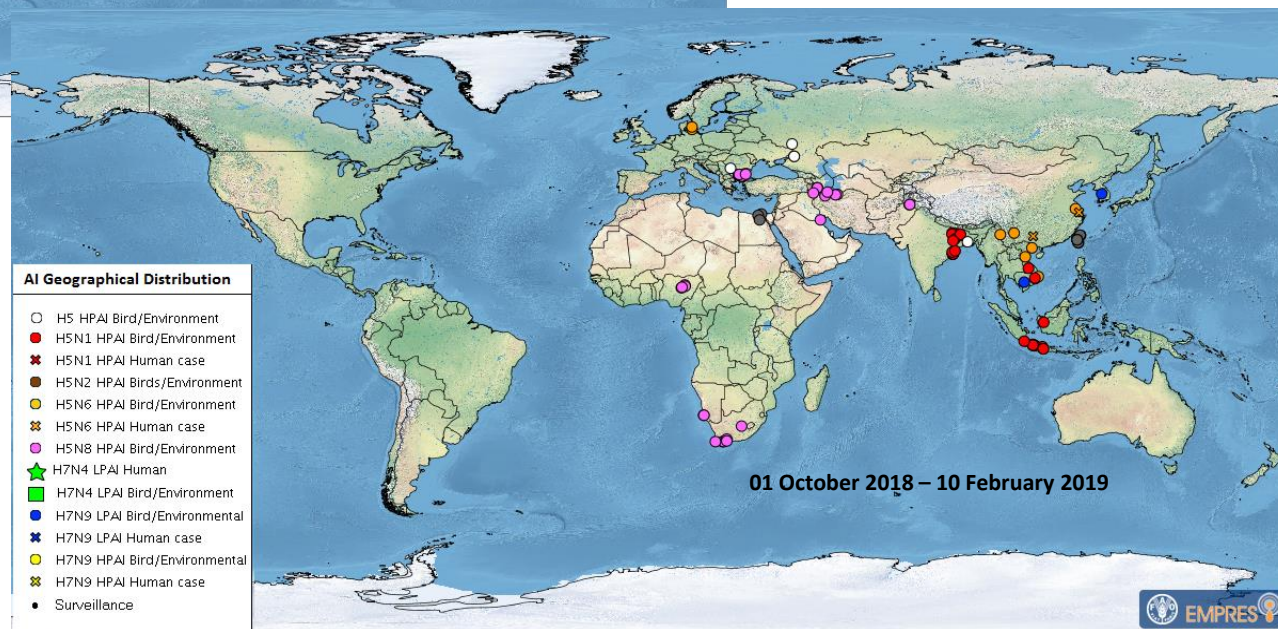 AI Geographical Distribution
H5 HPAI Bird/Environment
H5N1 HPAI Bird/Environment
H5N1 HPAI Human case
H5N2 HPAI Birds/Environment
H5N6 HPAI Bird/Environment
H5N6 HPAI Human case
H5N8 HPAI Bird/Environment
H7N4 LPAI Human
H7N4 LPAI Bird/Environment
H7N9 LPAI Bird/Environmental
H7N9 LPAI Human case
H7N9 HPAI Bird/Environmental
H7N9 HPAI Human case
Surveillance
01 October 2018 – 10 February 2019
EMPRES i